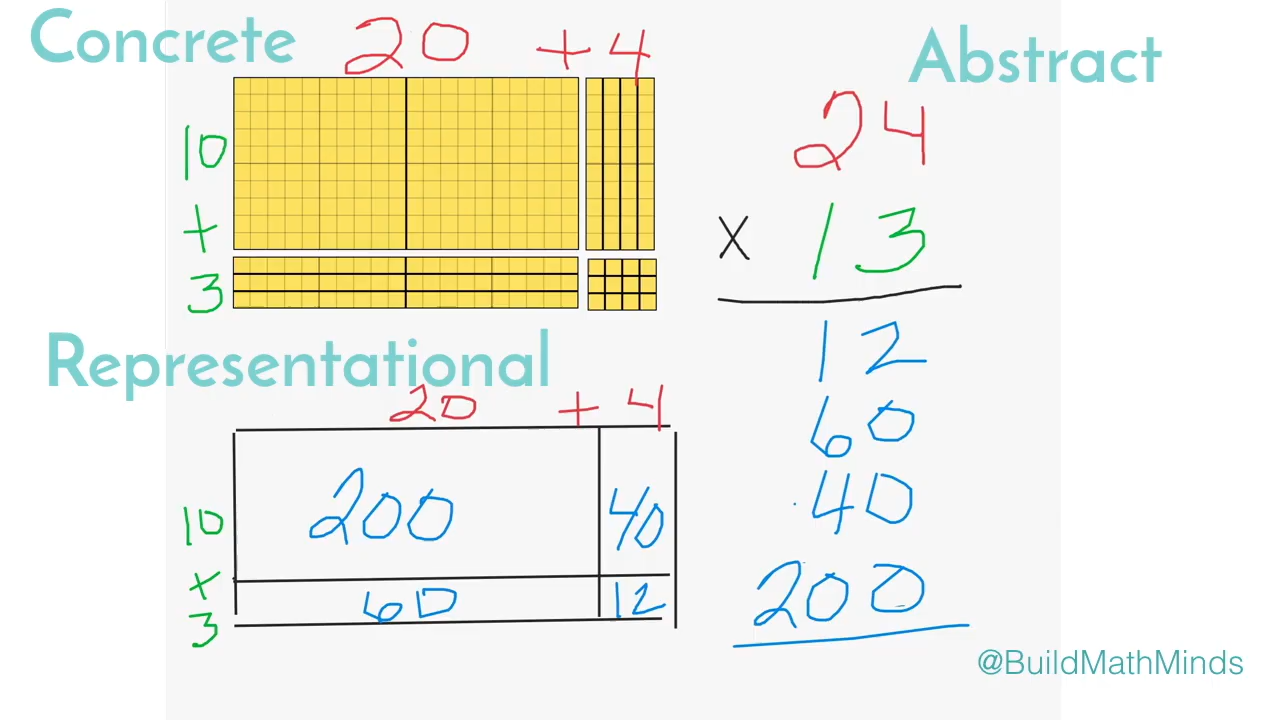 Concrete
20 + 4
10
+
3
Representational
20 + 4
10
+
3
200
40
60
12
Abstract
24
X 13
12
60
40
200
@BuildMathMinds